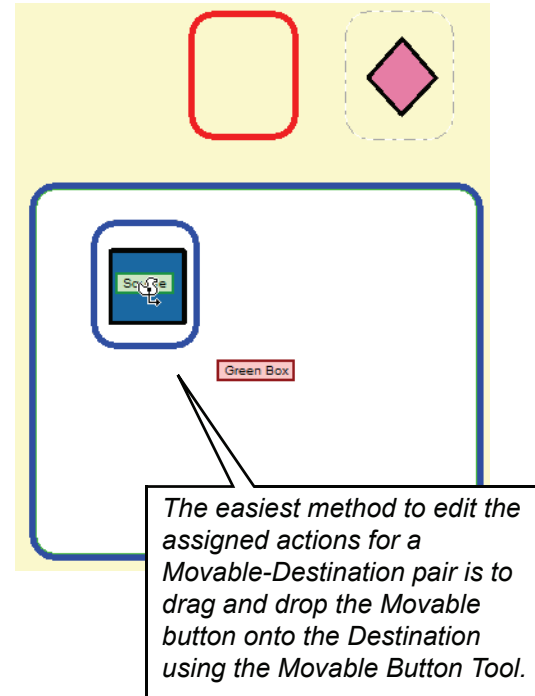 Green Box
The easiest method to edit the
assigned actions for a
Movable-Destination pair is to
drag and drop the Movable
button onto the Destination
using the Movable Button Tool.